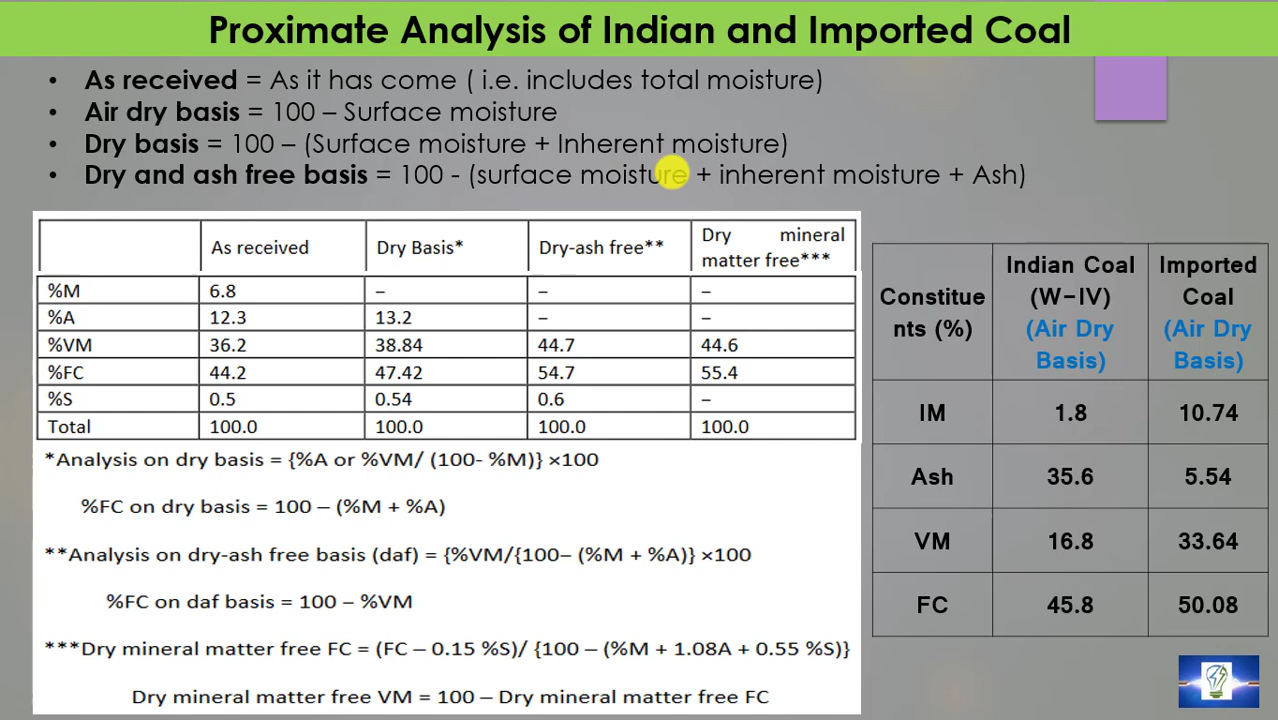 Proximate Analysis of Indian and Imported Coal
• As received = As it has come ( i.e. includes total moisture)
• Air dry basis = 100 – Surface moisture
• Dry basis = 100 – (Surface moisture + Inherent moisture)
• Dry and ash free basis = 100 - (surface moisture + inherent moisture + Ash)
As received Dry Basis* Dry-ash free** Dry mineral
matter free***
%M 6.8 – – –
%A 12.3 13.2 – –
%VM 36.2 38.84 44.7 44.6
%FC 44.2 47.42 54.7 55.4
%S 0.5 0.54 0.6 –
Total 100.0 100.0 100.0 100.0
*Analysis on dry basis = {%A or %VM/ (100- %M)} ×100
%FC on dry basis = 100 – (%M + %A)
**Analysis on dry-ash free basis (daf) = {%VM/{100– (%M + %A)} ×100
%FC on daf basis = 100 – %VM
***Dry mineral matter free FC = (FC – 0.15 %S)/ {100 – (%M + 1.08A + 0.55 %S)}
Dry mineral matter free VM = 100 – Dry mineral matter free FC
Constitue
nts (%)
Indian Coal
(W-IV)
(Air Dry
Basis)
Imported
Coal
(Air Dry
Basis)
IM 1.8 10.74
Ash 35.6 5.54
VM 16.8 33.64
FC 45.8 50.08